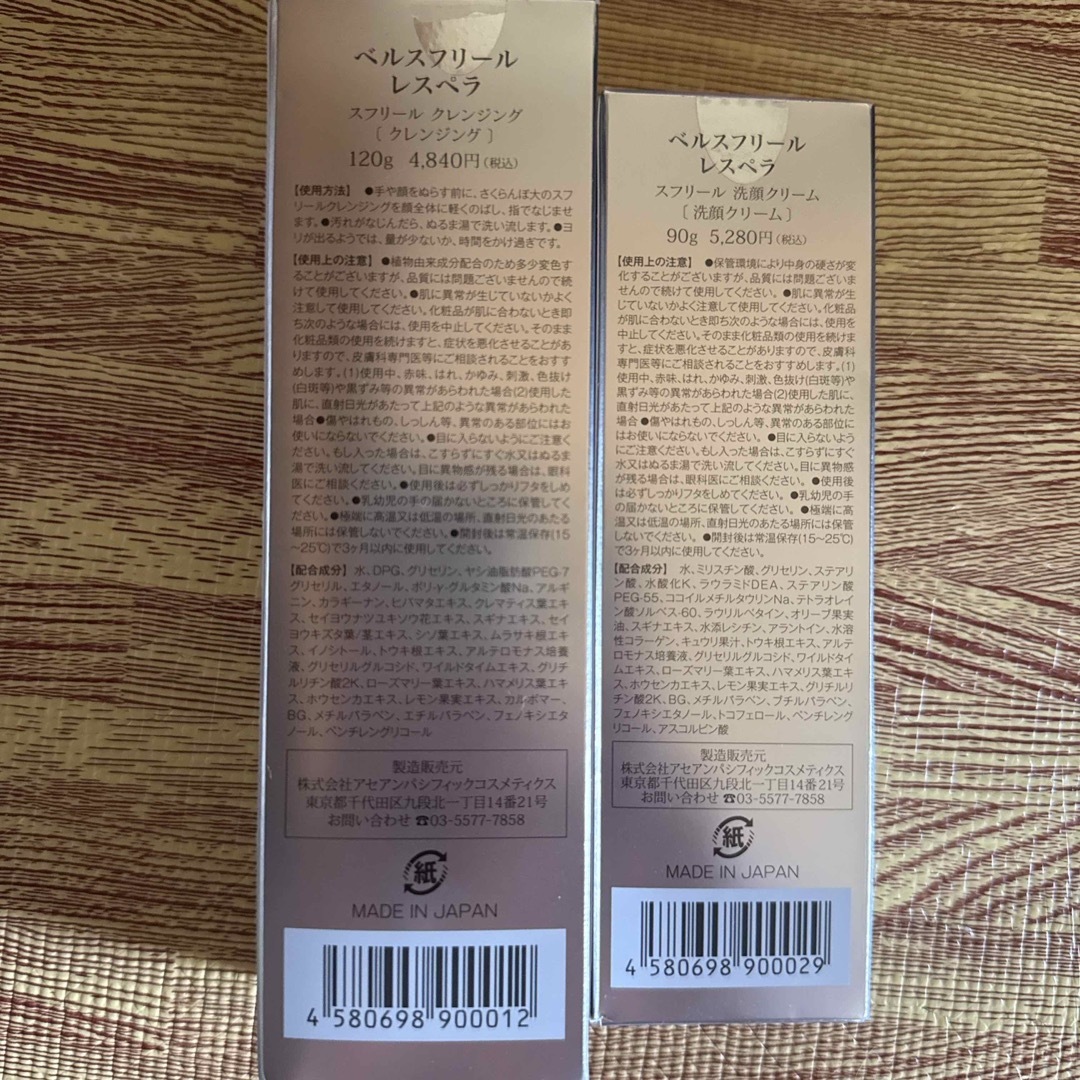 ベルスフリール
レスペラ
スフリール クレンジング
〔 クレンジング 〕
120g 4,840円(税込)
【使用方法】 ●手や顔をぬらす前に、さくらんぼ大のスフ
リールクレンジングを顔全体に軽くのばし、指でなじませ
ます。●汚れがなじんだら、ぬるま湯で洗い流します。●ヨ
リが出るようでは、量が少ないか、時間をかけ過ぎです。
【使用上の注意】 ●植物由来成分配合のため多少変色す
ることがございますが、品質には問題ございませんので続
けて使用してください。●肌に異常が生じていないかよく
注意して使用してください。化粧品が肌に合わないとき即
ち次のような場合には、使用を中止してください。そのまま
化粧品類の使用を続けますと、症状を悪化させることがあ
りますので、皮膚科専門医等にご相談されることをおすす
めします。(1)使用中、赤味、はれ、かゆみ、刺激、色抜け
(白斑等)や黒ずみ等の異常があらわれた場合(2)使用した
肌に、直射日光があたって上記のような異常があらわれた
場合●傷やはれもの、しっしん等、異常のある部位にはお
使いにならないでください。●目に入らないようにご注意く
ださい。もし入った場合は、こすらずにすぐ水又はぬるま
湯で洗い流してください。目に異物感が残る場合は、眼科
医にご相談ください。●使用後は必ずしっかりフタをしめ
てください。●乳幼児の手の届かないところに保管してくだ
さい。●極端に高温又は低温の場所、直射日光のあたる
場所には保管しないでください。●開封後は常温保存(15
～25℃)で3ヶ月以内に使用してください。
【配合成分】 水、DPG、グリセリン、ヤシ油脂肪酸PEG-7
グリセリル、エタノール、ポリ-γ-グルタミン酸Na、アルギ
ニン、カラギーナン、ヒバマタエキス、クレマティス葉エキ
ス、セイヨウナツユキソウ花エキス、スギナエキス、セイ
ヨウキズタ葉/茎エキス、シソ葉エキス、ムラサキ根エキ
ス、イノシトール、トウキ根エキス、アルテロモナス培養
液、グリセリルグルコシド、ワイルドタイムエキス、グリチ
ルリチン酸2K、ローズマリー葉エキス、ハマメリス葉エキ
ス、ホウセンカエキス、レモン果実エキス、カルボマー、
BG、メチルパラベン、エチルパラベン、フェノキシエタ
ノール、ペンチレングリコール
製造販売元
株式会社アセアンパシフィックコスメティクス
東京都千代田区九段北一丁目14番21号
お問い合わせ ☎03-5577-7858
紙
MADE IN JAPAN
4 580698 900012
ベルスフリール
レスペラ
スフリール 洗顔クリーム
〔 洗顔クリーム 〕
90g 5,280円(税込)
【使用上の注意】 ●保管環境により中身の硬さが変
化することがございますが、品質には問題ございま
せんので続けて使用してください。 ●肌に異常が生
じていないかよく注意して使用してください。化粧品
が肌に合わないとき即ち次のような場合には、使用を
中止してください。そのまま化粧品類の使用を続けま
すと、症状を悪化させることがありますので、皮膚科
専門医等にご相談されることをおすすめします。(1)
使用中、赤味、はれ、かゆみ、刺激、色抜け(白斑等)や
黒ずみ等の異常があらわれた場合(2)使用した肌に、
直射日光があたって上記のような異常があらわれた
場合 ●傷やはれもの、しっしん等、異常のある部位に
はお使いにならないでください。 ●目に入らないよう
にご注意ください。もし入った場合は、こすらずにすぐ
水又はぬるま湯で洗い流してください。目に異物感
が残る場合は、眼科医にご相談ください。 ●使用後
は必ずしっかりフタをしめてください。 ●乳幼児の手
の届かないところに保管してください。 ●極端に高
温又は低温の場所、直射日光のあたる場所には保管
しないでください。 ●開封後は常温保存(15～25℃)
で3ヶ月以内に使用してください。
【配合成分】 水、ミリスチン酸、グリセリン、ステアリ
ン酸、水酸化K、ラウラミドDEA、ステアリン酸
PEG-55、ココイルメチルタウリンNa、テトラオレイ
ン酸ソルベス-60、ラウリルベタイン、オリーブ果実
油、スギナエキス、水添レシチン、アラントイン、水溶
性コラーゲン、キュウリ果汁、トウキ根エキス、アルテ
ロモナス培養液、グリセリルグルコシド、ワイルドタ
イムエキス、ローズマリー葉エキス、ハマメリス葉エキ
ス、ホウセンカエキス、レモン果実エキス、グリチルリ
チン酸2K、BG、メチルパラベン、ブチルパラベン、
フェノキシエタノール、トコフェロール、ペンチレング
リコール、アスコルビン酸
製造販売元
株式会社アセアンパシフィックコスメティクス
東京都千代田区九段北一丁目14番21号
お問い合わせ ☎03-5577-7858
紙
MADE IN JAPAN
4 580698 900029